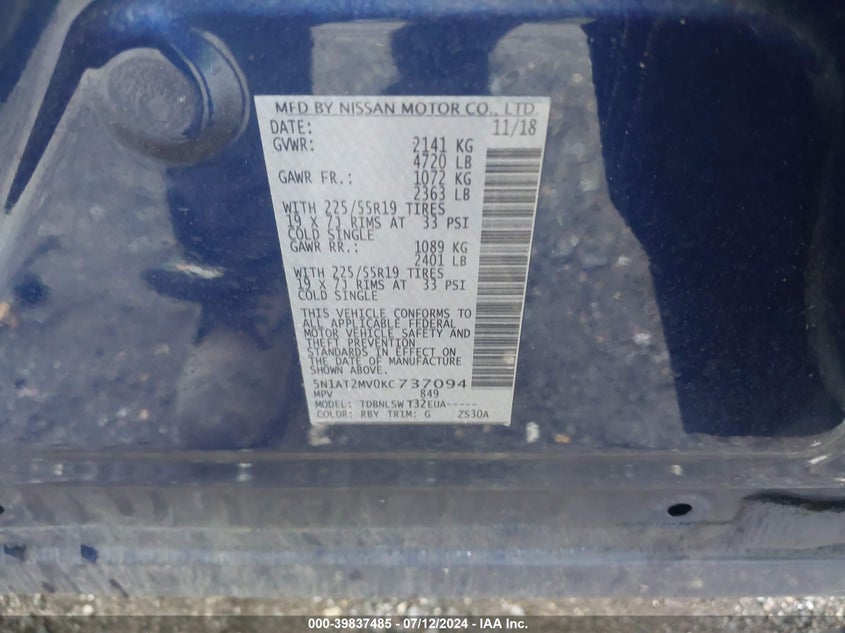 MFD BY NISSAN MOTOR CO., LTD.
DATE: 11/18
GVWR: 2141 KG
4720 LB
GAWR FR.: 1072 KG
2363 LB
WITH 225/55R19 TIRES
19 X 7J RIMS AT 33 PSI
COLD SINGLE
GAWR RR.: 1089 KG
2401 LB
WITH 225/55R19 TIRES
19 X 7J RIMS AT 33 PSI
COLD SINGLE
THIS VEHICLE CONFORMS TO
ALL APPLICABLE FEDERAL
MOTOR VEHICLE SAFETY AND
THEFT PREVENTION
STANDARDS IN EFFECT ON
THE DATE OF MANUFACTURE
SHOWN ABOVE.
5N1AT2MV0KC737094
MPV 849
MODEL: TDBNLSW T32EUA-----
COLOR: RBY TRIM: G ZS30A
000-39837485 - 07/12/2024 - IAA Inc.